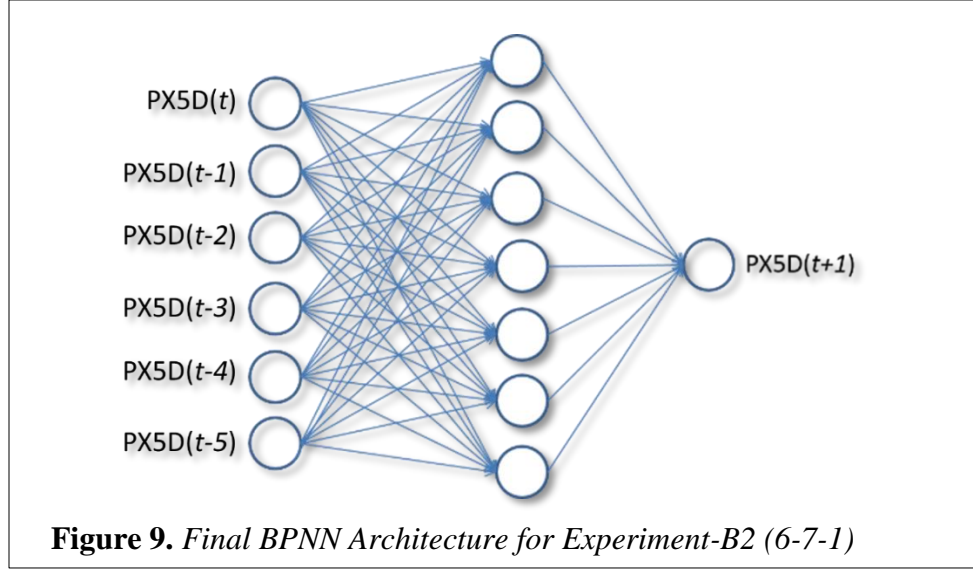 PX5D(t)
PX5D(t-1)
PX5D(t-2)
PX5D(t-3)
PX5D(t-4)
PX5D(t-5)
PX5D(t+1)
Figure 9. Final BPNN Architecture for Experiment-B2 (6-7-1)